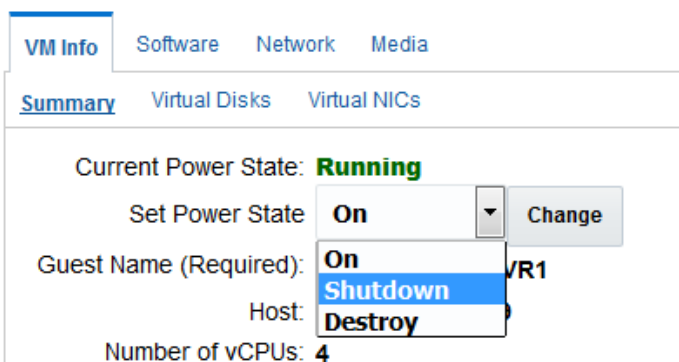 VM Info Software Network Media
Summary Virtual Disks Virtual NICs
Current Power State: Running
Set Power State On Change
Guest Name (Required): On VR1
Shutdown
Host:
Destroy
Number of vCPUs: 4